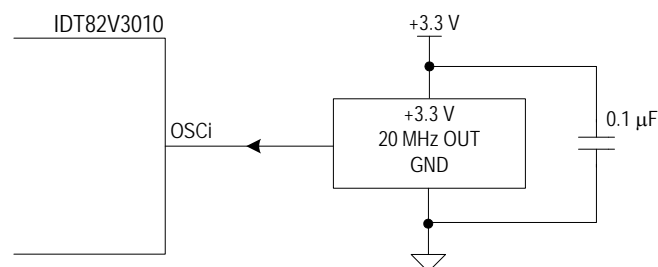 IDT82V3010
+3.3 V
+3.3 V
OSCi
20 MHz OUT
GND
0.1 μF